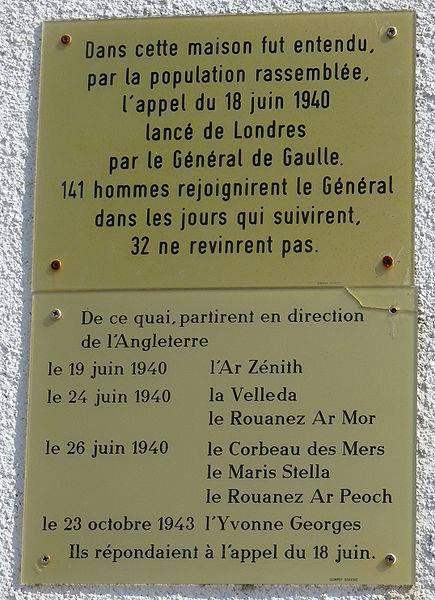 Dans cette maison fut entendu,
par la population rassemblée,
l'appel du 18 juin 1940
lancé de Londres
par le Général de Gaulle.
141 hommes rejoignirent le Général
dans les jours qui suivirent,
32 ne revinrent pas.
De ce quai, partirent en direction
de l'Angleterre
le 19 juin 1940 l'Ar Zénith
le 24 juin 1940 la Velleda
le Rouanez Ar Mor
le 26 juin 1940 le Corbeau des Mers
le Maris Stella
le Rouanez Ar Peoch
le 23 octobre 1943 l'Yvonne Georges
Ils répondaient à l'appel du 18 juin.